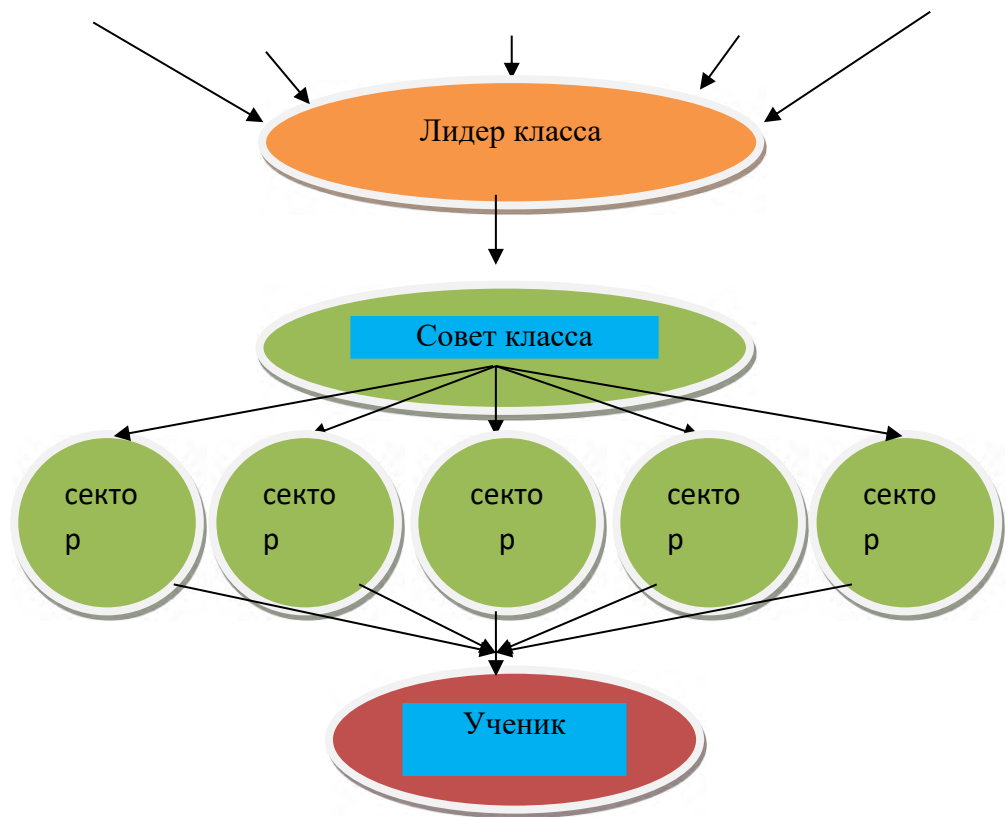 Лидер класса
Совет класса
секто
р
секто
р
секто
р
секто
р
секто
р
Ученик